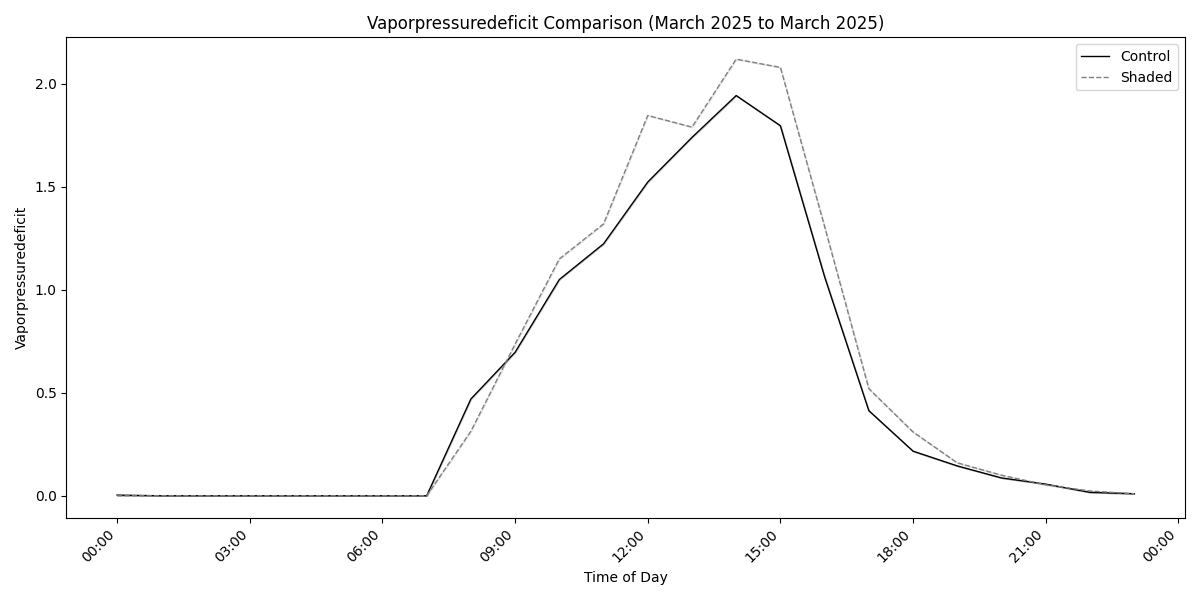 Vaporpressuredeficit Comparison (March 2025 to March 2025)
Control
Shaded
Vaporpressuredeficit
2.0
1.5
1.0
0.5
0.0
00:00
03:00
06:00
09:00
12:00
15:00
18:00
21:00
00:00
Time of Day